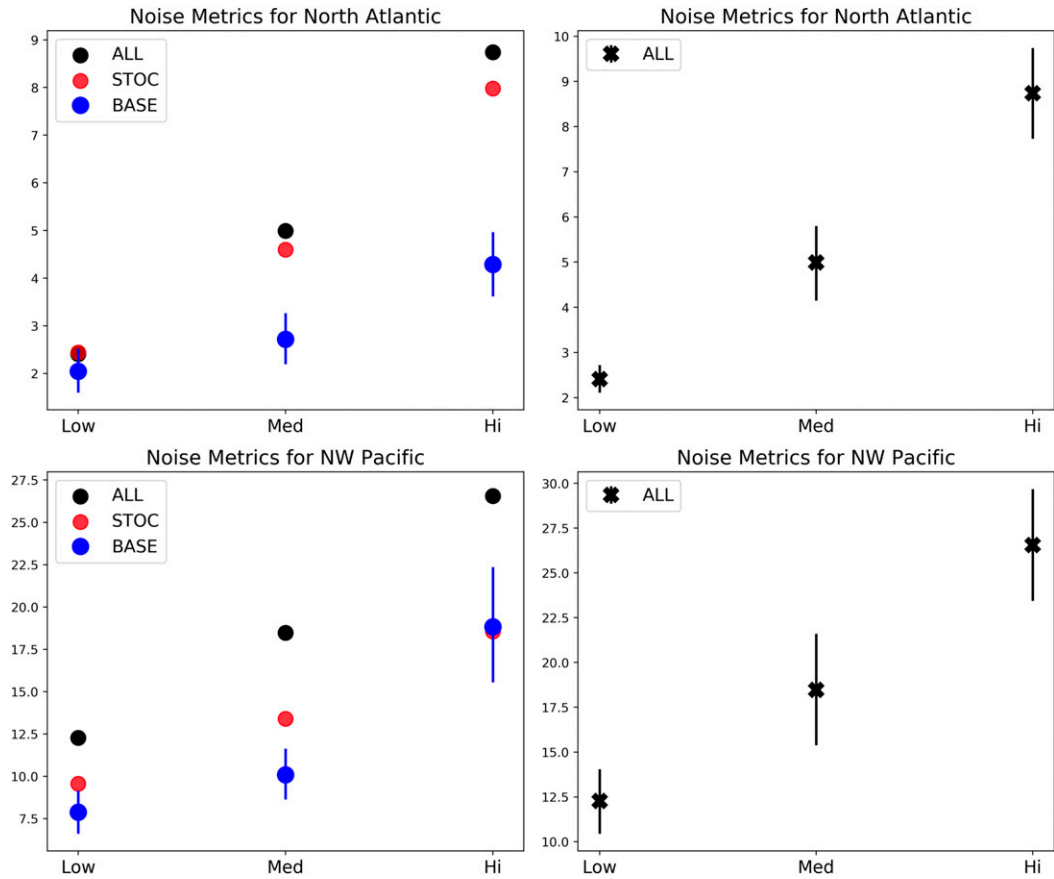 Noise Metrics for North Atlantic
ALL
STOC
BASE
9
8
7
6
5
4
3
2
Low Med Hi
Noise Metrics for North Atlantic
ALL
10
9
8
7
6
5
4
3
2
Low Med Hi
Noise Metrics for NW Pacific
ALL
STOC
BASE
27.5
25.0
22.5
20.0
17.5
15.0
12.5
10.0
7.5
Low Med Hi
Noise Metrics for NW Pacific
ALL
30.0
27.5
25.0
22.5
20.0
17.5
15.0
12.5
10.0
Low Med Hi